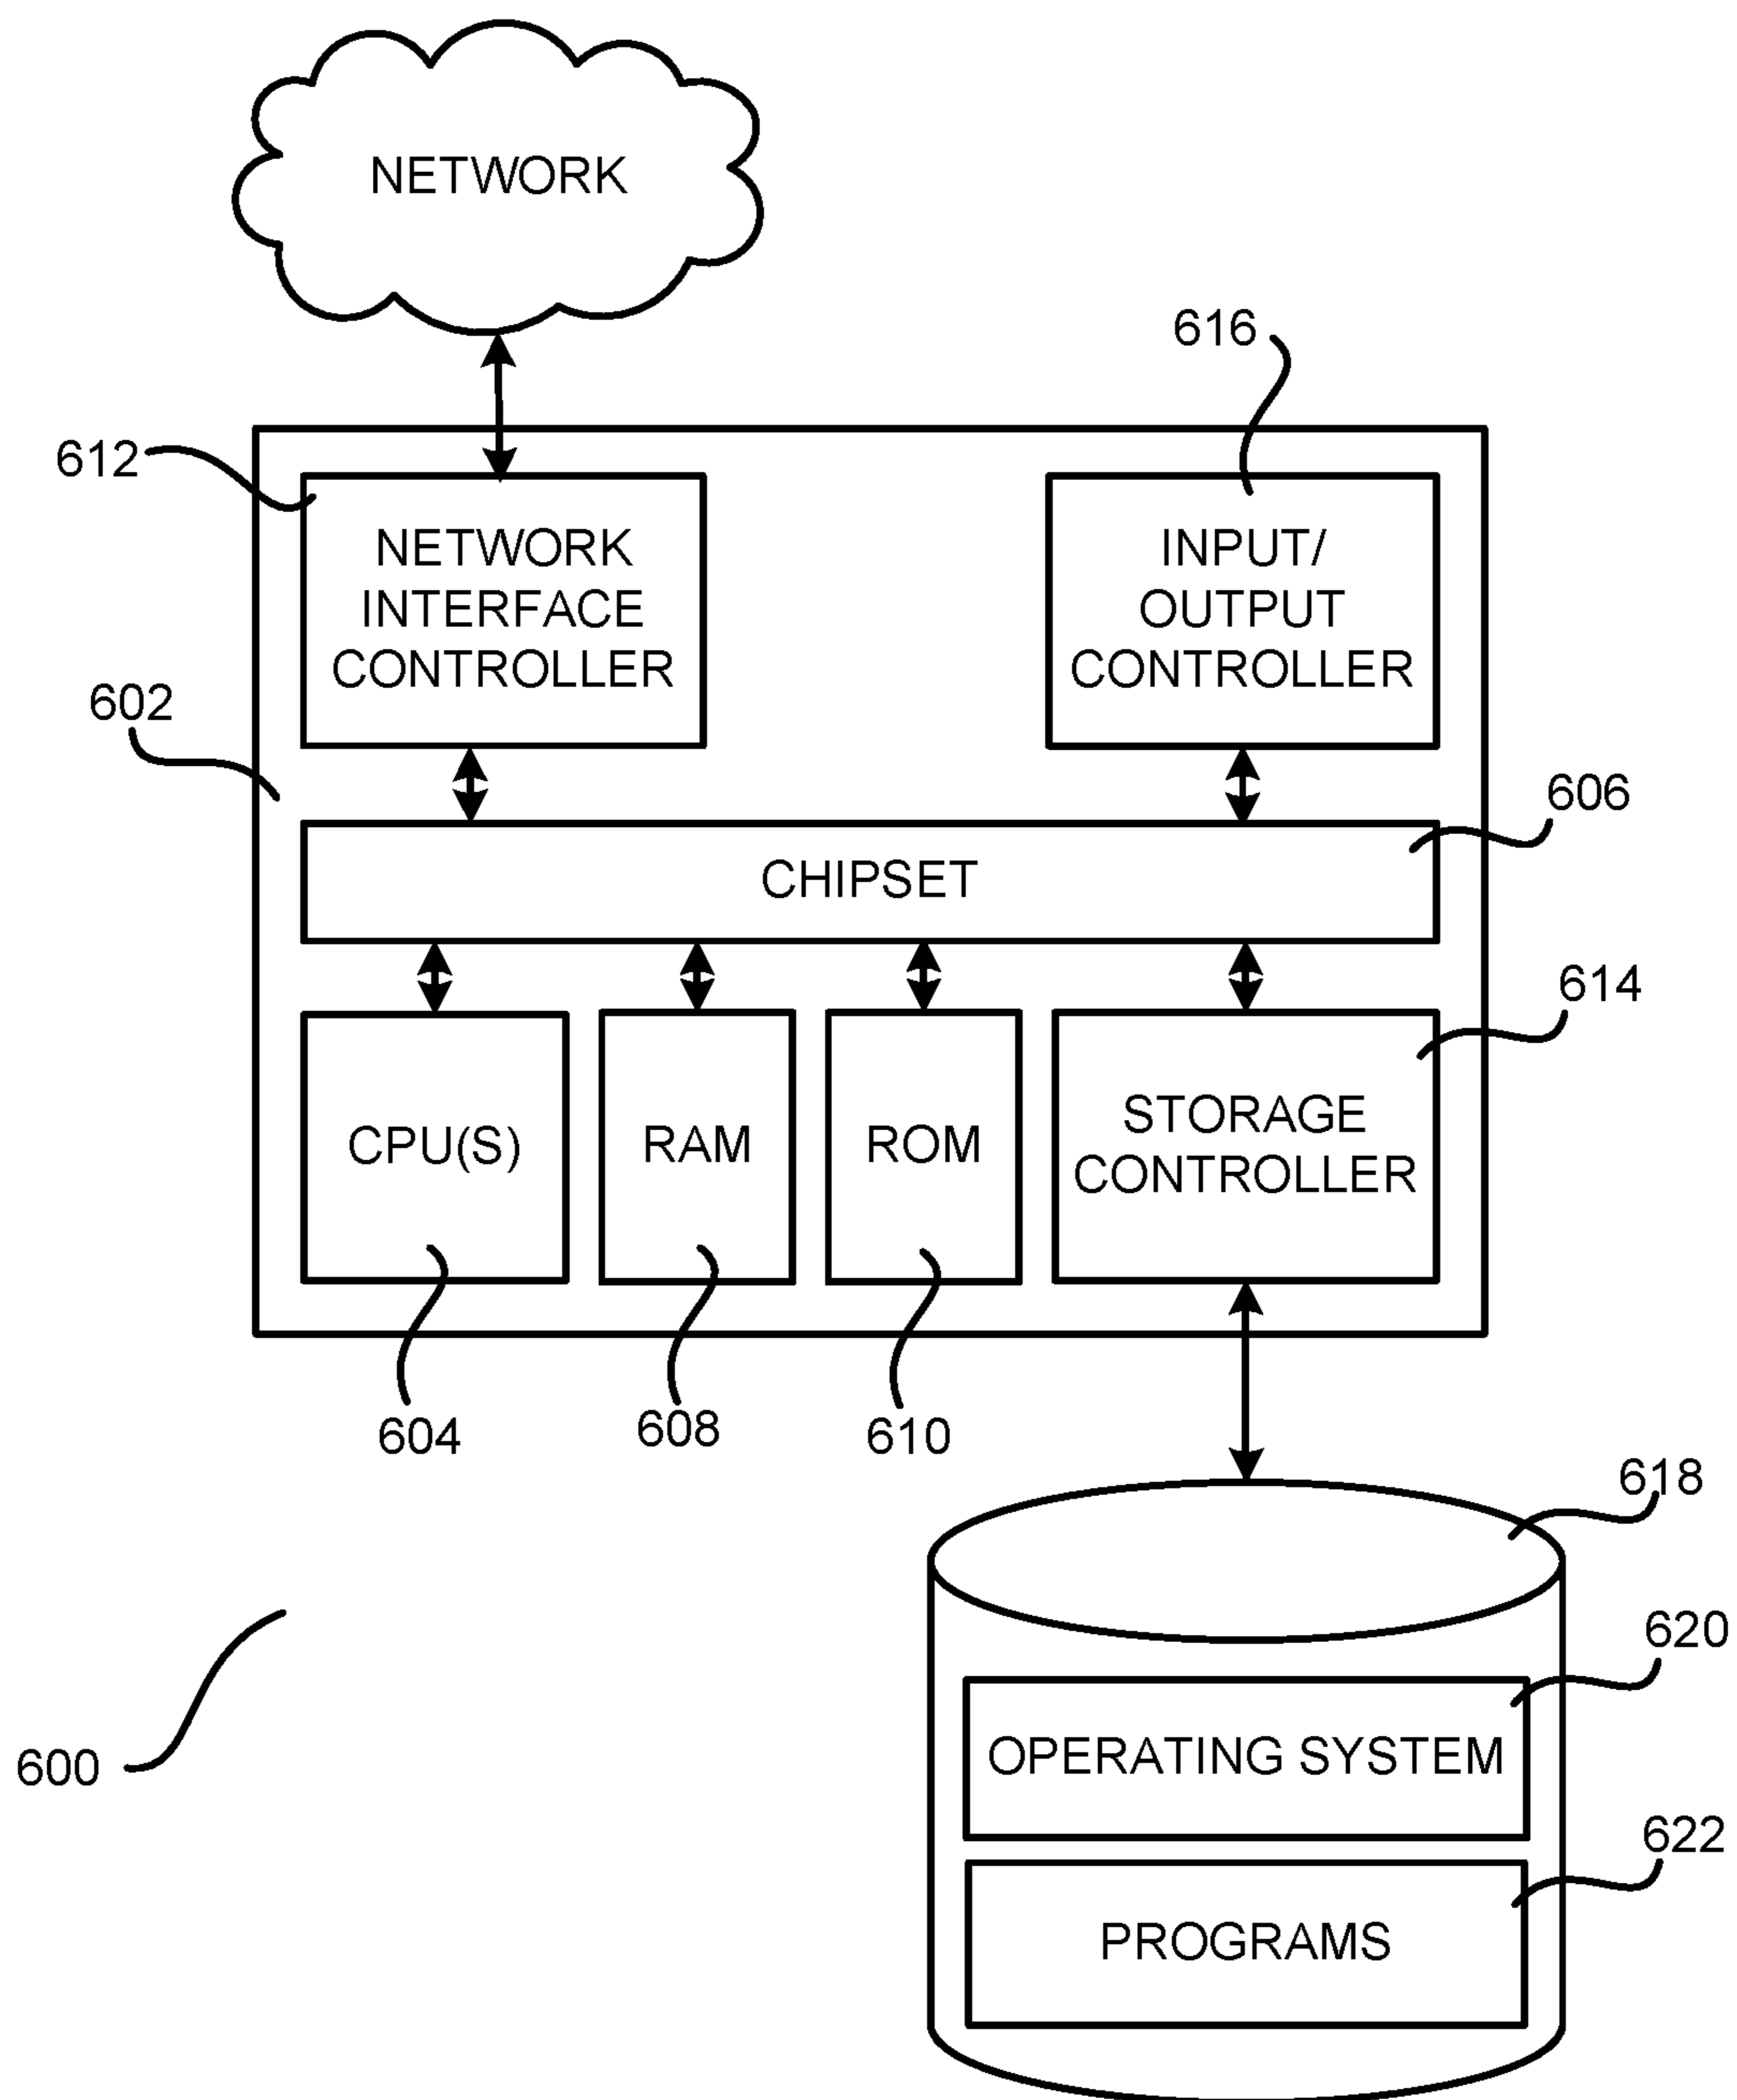 NETWORK
616
612
NETWORK
INTERFACE
CONTROLLER
INPUT/
OUTPUT
CONTROLLER
602
606
CHIPSET
614
CPU(S)
RAM
ROM
STORAGE
CONTROLLER
604
608
610
618
620
OPERATING SYSTEM
600
622
PROGRAMS